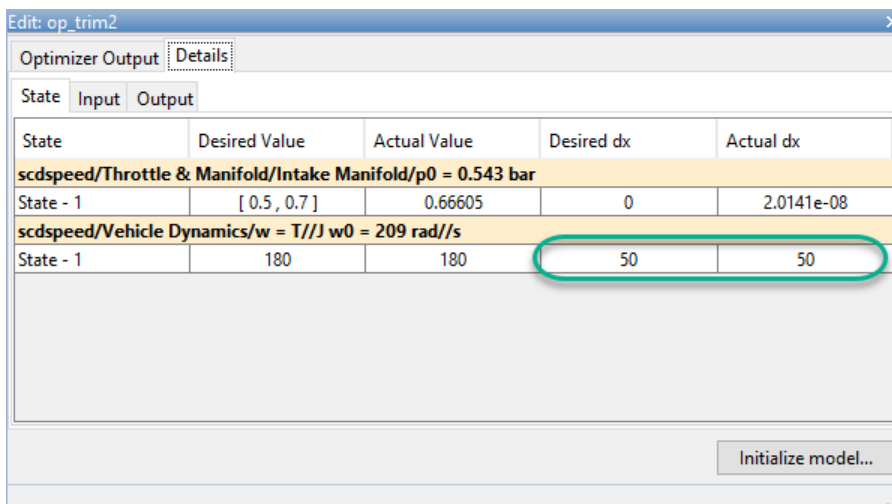 Edit: op_trim2
Optimizer Output Details
State Input Output
State Desired Value Actual Value Desired dx Actual dx
scdspeed/Throttle & Manifold/Intake Manifold/p0 = 0.543 bar
State - 1 [ 0.5 , 0.7 ] 0.66605 0 2.0141e-08
scdspeed/Vehicle Dynamics/w = T//J w0 = 209 rad//s
State - 1 180 180 50 50
Initialize model...